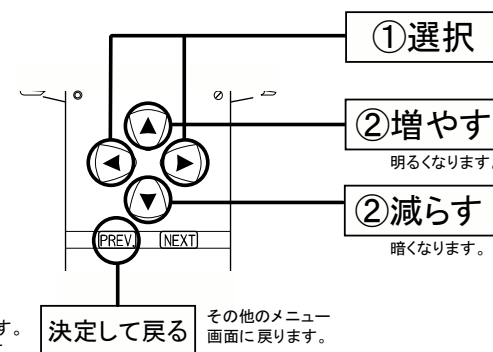 ①選択
②増やす
明るくなります。
②減らす
暗くなります。
PREV.
NEXT
す。
決定して戻る
その他のメニュー
画面に戻ります。